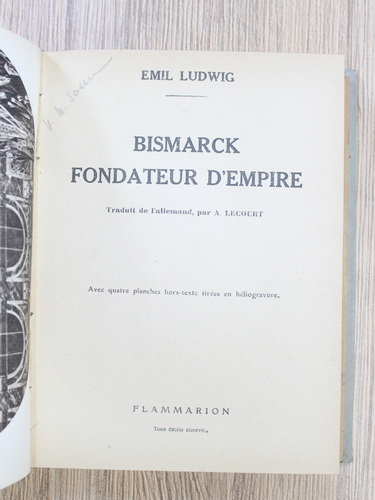 EMIL LUDWIG
BISMARCK
FONDATEUR D'EMPIRE
Traduit de l'allemand, par A. LECOURT
Avec quatre planches hors-texte tirées en héliogravure.
FLAMMARION
Tous droits réservés.